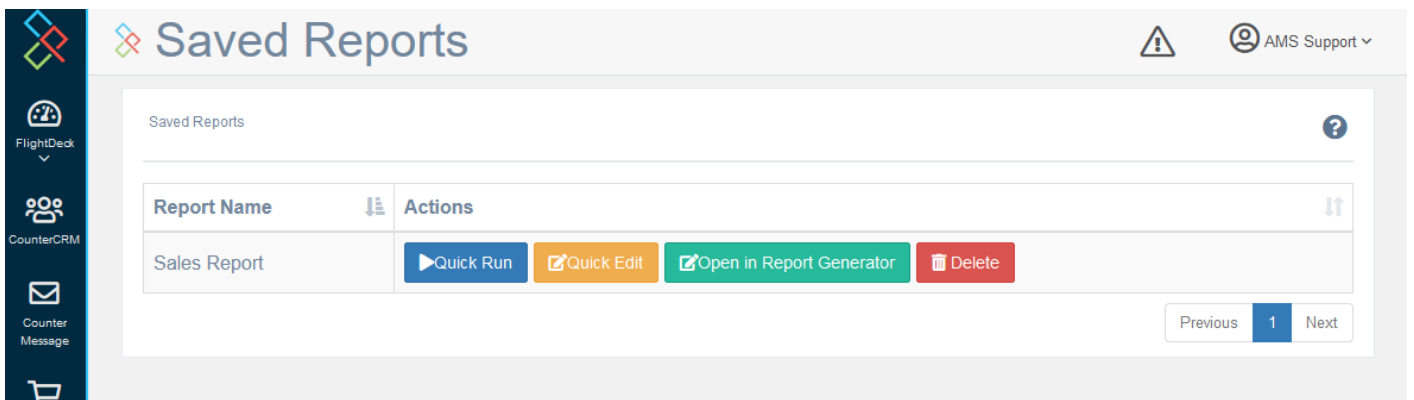 Saved Reports
AMS Support
FlightDeck
CounterCRM
Counter
Message
Saved Reports
Report Name Actions
Sales Report Quick Run Quick Edit Open in Report Generator Delete
Previous 1 Next